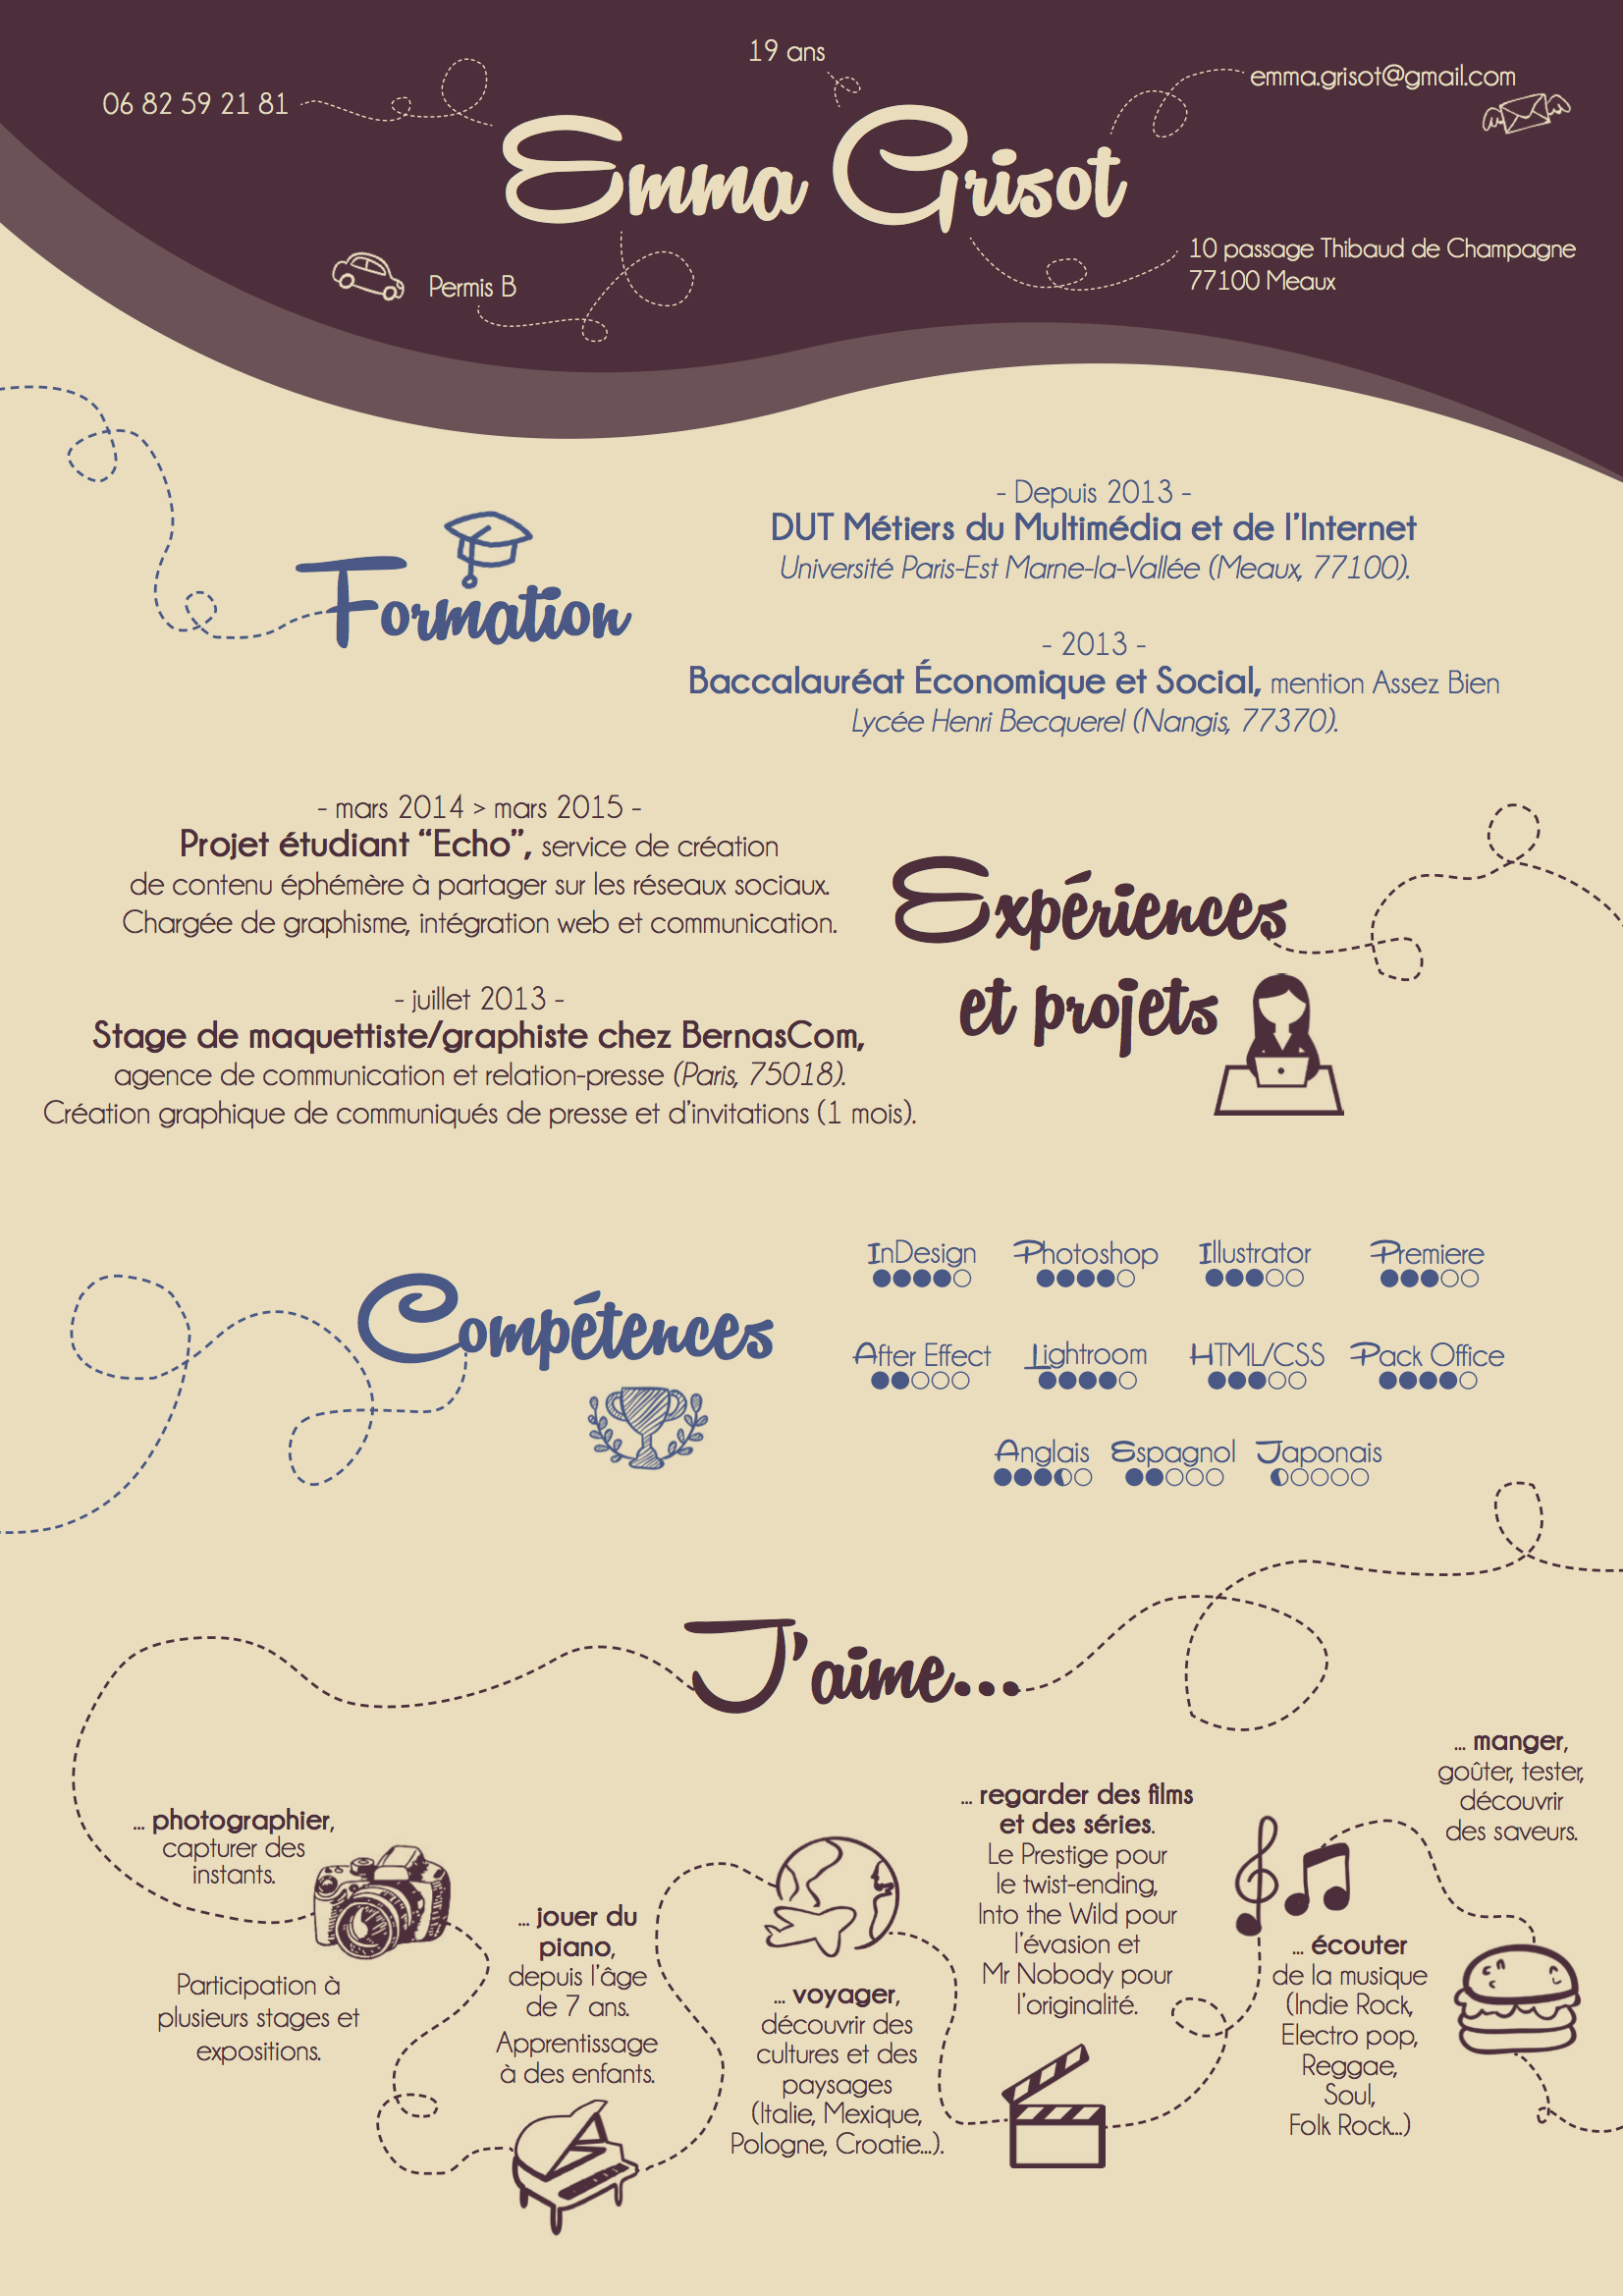 19 ans
06 82 59 21 81
emma.grisot@gmail.com
Emma Grisot
Permis B
10 passage Thibaud de Champagne
77100 Meaux
Formation
- Depuis 2013 -
DUT Métiers du Multimédia et de l'Internet
Université Paris-Est Marne-la-Vallée (Meaux, 77100).
- 2013 -
Baccalauréat Économique et Social, mention Assez Bien
Lycée Henri Becquerel (Nangis, 77370).
Expériences
et projets
- mars 2014 > mars 2015 -
Projet étudiant “Echo”, service de création
de contenu éphémère à partager sur les réseaux sociaux.
Chargée de graphisme, intégration web et communication.
- juillet 2013 -
Stage de maquettiste/graphiste chez BernasCom,
agence de communication et relation-presse (Paris, 75018).
Création graphique de communiqués de presse et d'invitations (1 mois).
Compétences
InDesign Photoshop Illustrator Premiere
After Effect Lightroom HTML/CSS Pack Office
Anglais Espagnol Japonais
J'aime...
... photographier,
capturer des
instants.
Participation à
plusieurs stages et
expositions.
... jouer du
piano,
depuis l'âge
de 7 ans.
Apprentissage
à des enfants.
... voyager,
découvrir des
cultures et des
paysages
(Italie, Mexique,
Pologne, Croatie...).
... regarder des films
et des séries.
Le Prestige pour
le twist-ending,
Into the Wild pour
l'évasion et
Mr Nobody pour
l'originalité.
... écouter
de la musique
(Indie Rock,
Electro pop,
Reggae,
Soul,
Folk Rock...)
... manger,
goûter, tester,
découvrir
des saveurs.